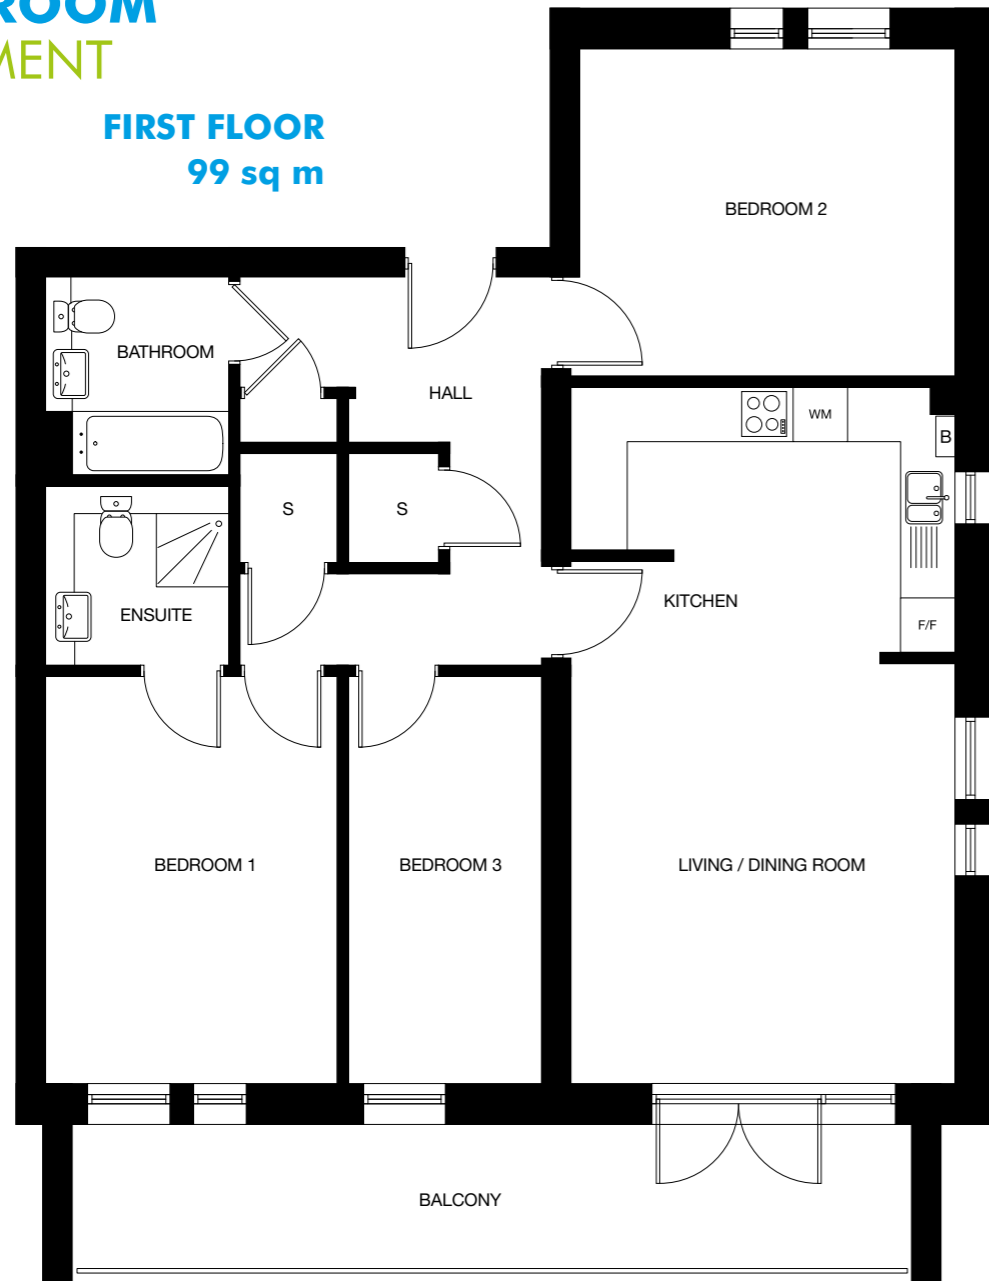 ROOM
MENT
FIRST FLOOR
99 sq m
BEDROOM 2
BATHROOM
HALL
WM
B
S
S
KITCHEN
ENSUITE
F/F
BEDROOM 1
BEDROOM 3
LIVING / DINING ROOM
BALCONY